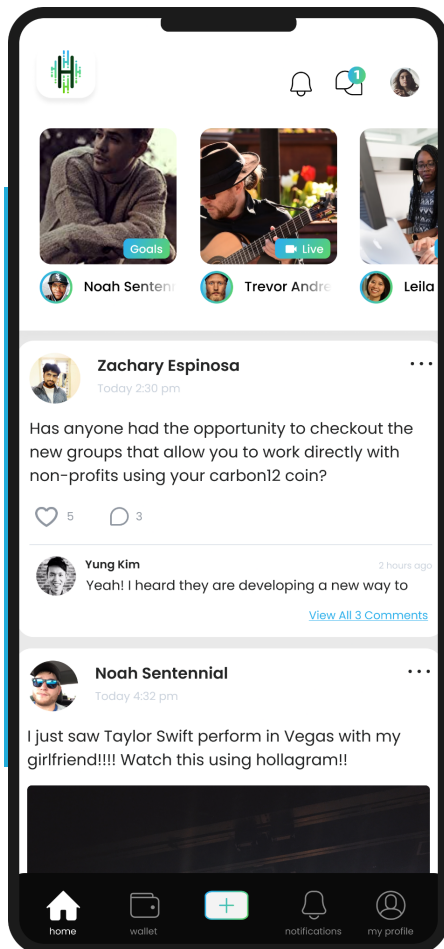 H
1
Goals
Live
Noah Senten
Trevor Andre
Leila
Zachary Espinosa
Today 2:30 pm
Has anyone had the opportunity to checkout the
new groups that allow you to work directly with
non-profits using your carbon12 coin?
5
3
Yung Kim
2 hours ago
Yeah! I heard they are developing a new way to
View All 3 Comments
Noah Sentennial
Today 4:32 pm
I just saw Taylor Swift perform in Vegas with my
girlfriend!!!! Watch this using hollagram!!
home
wallet
notifications
my profile